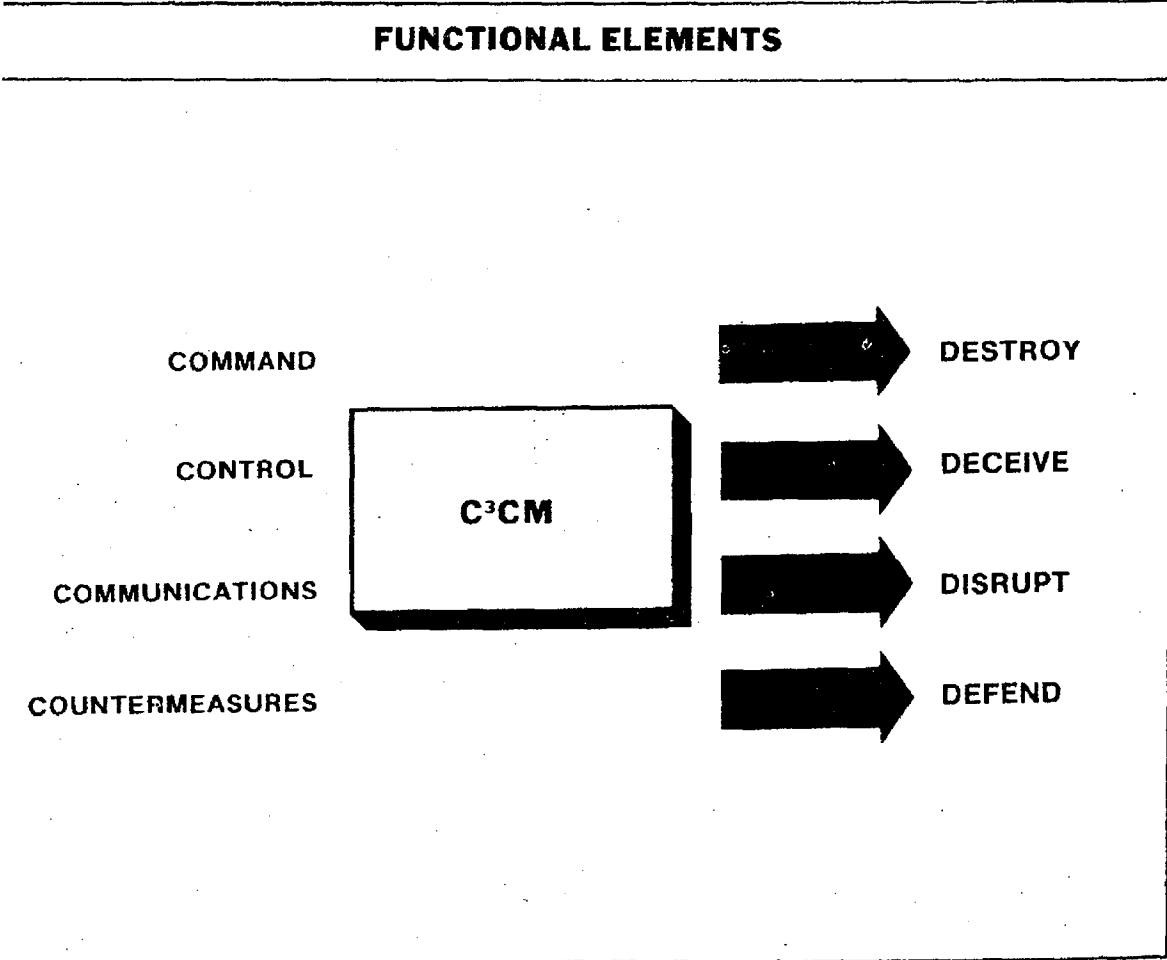 FUNCTIONAL ELEMENTS
COMMAND
CONTROL
COMMUNICATIONS
COUNTERMEASURES
C³CM
DESTROY
DECEIVE
DISRUPT
DEFEND